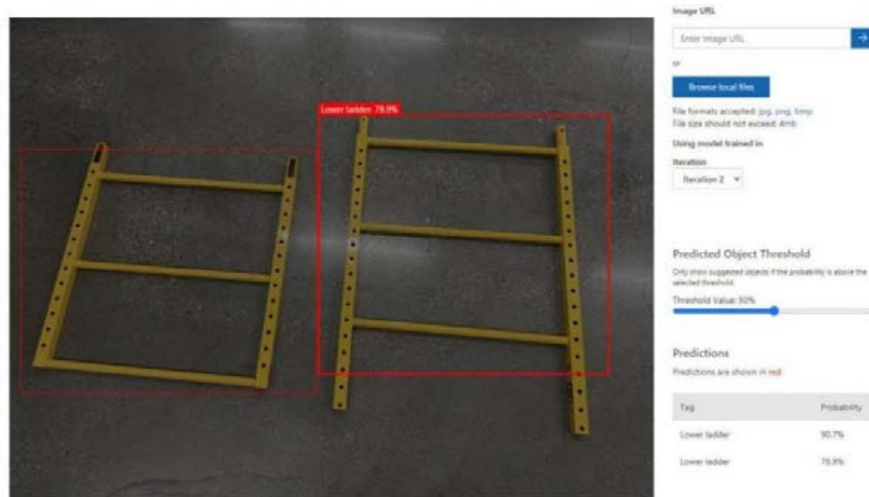 Lower ladder: 78.9%
Image URL
Enter Image URL
or
Browse local files
File formats accepted: jpg, png, bmp
File size should not exceed: 4mb
Using model trained in
Iteration
Iteration 2
Predicted Object Threshold
Only show suggested objects if the probability is above the
selected threshold.
Threshold Value: 50%
Predictions
Predictions are shown in red
Tag Probability
Lower ladder 90.7%
Lower ladder 78.9%